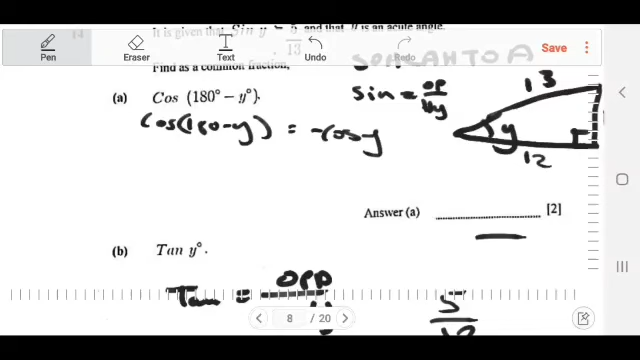 It is given that Sin y = 5/13 and that y is an acute angle.
Pen
Eraser
Text
Undo
Redo
Save
Find as a common fraction,
SOHCAHTOA
(a) Cos (180° – y°).
sin = OP/Hy
13
y
12
Cos(180-y) = -cos y
Answer (a) .......................... [2]
(b) Tan y°.
Tan = OPP
5/12
8 / 20